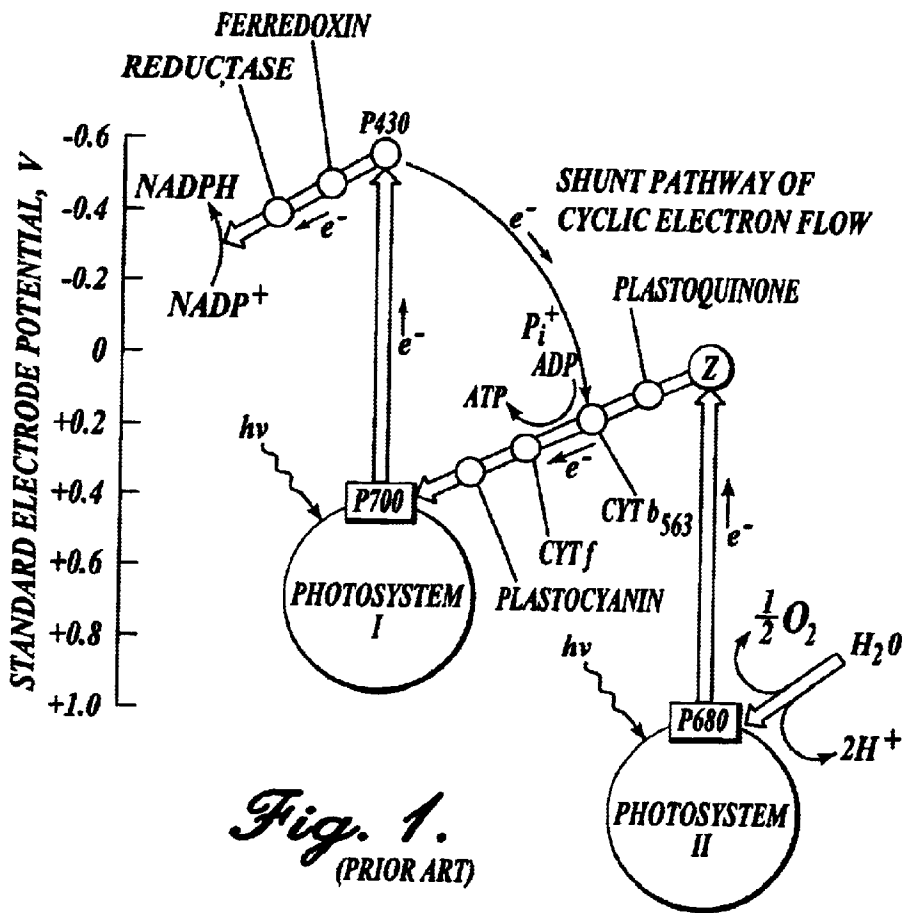 FERREDOXIN
REDUCTASE
P430
STANDARD ELECTRODE POTENTIAL, V
-0.6
-0.4
-0.2
0
+0.2
+0.4
+0.6
+0.8
+1.0
NADPH
NADP+
e-
e-
e-
SHUNT PATHWAY OF
CYCLIC ELECTRON FLOW
PLASTOQUINONE
Pi+
ADP
ATP
Z
hν
e-
P700
CYT b563
CYT f
PLASTOCYANIN
e-
PHOTOSYSTEM
I
hν
1/2 O2
H2O
2H+
P680
PHOTOSYSTEM
II
Fig. 1.
(PRIOR ART)